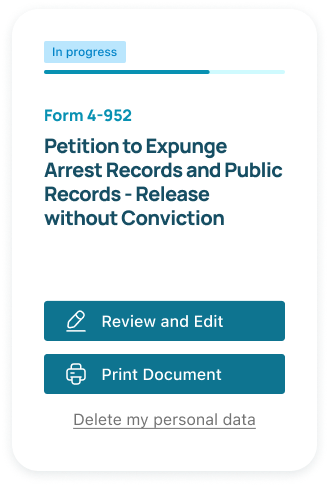 In progress
Form 4-952
Petition to Expunge
Arrest Records and Public
Records - Release
without Conviction
Review and Edit
Print Document
Delete my personal data